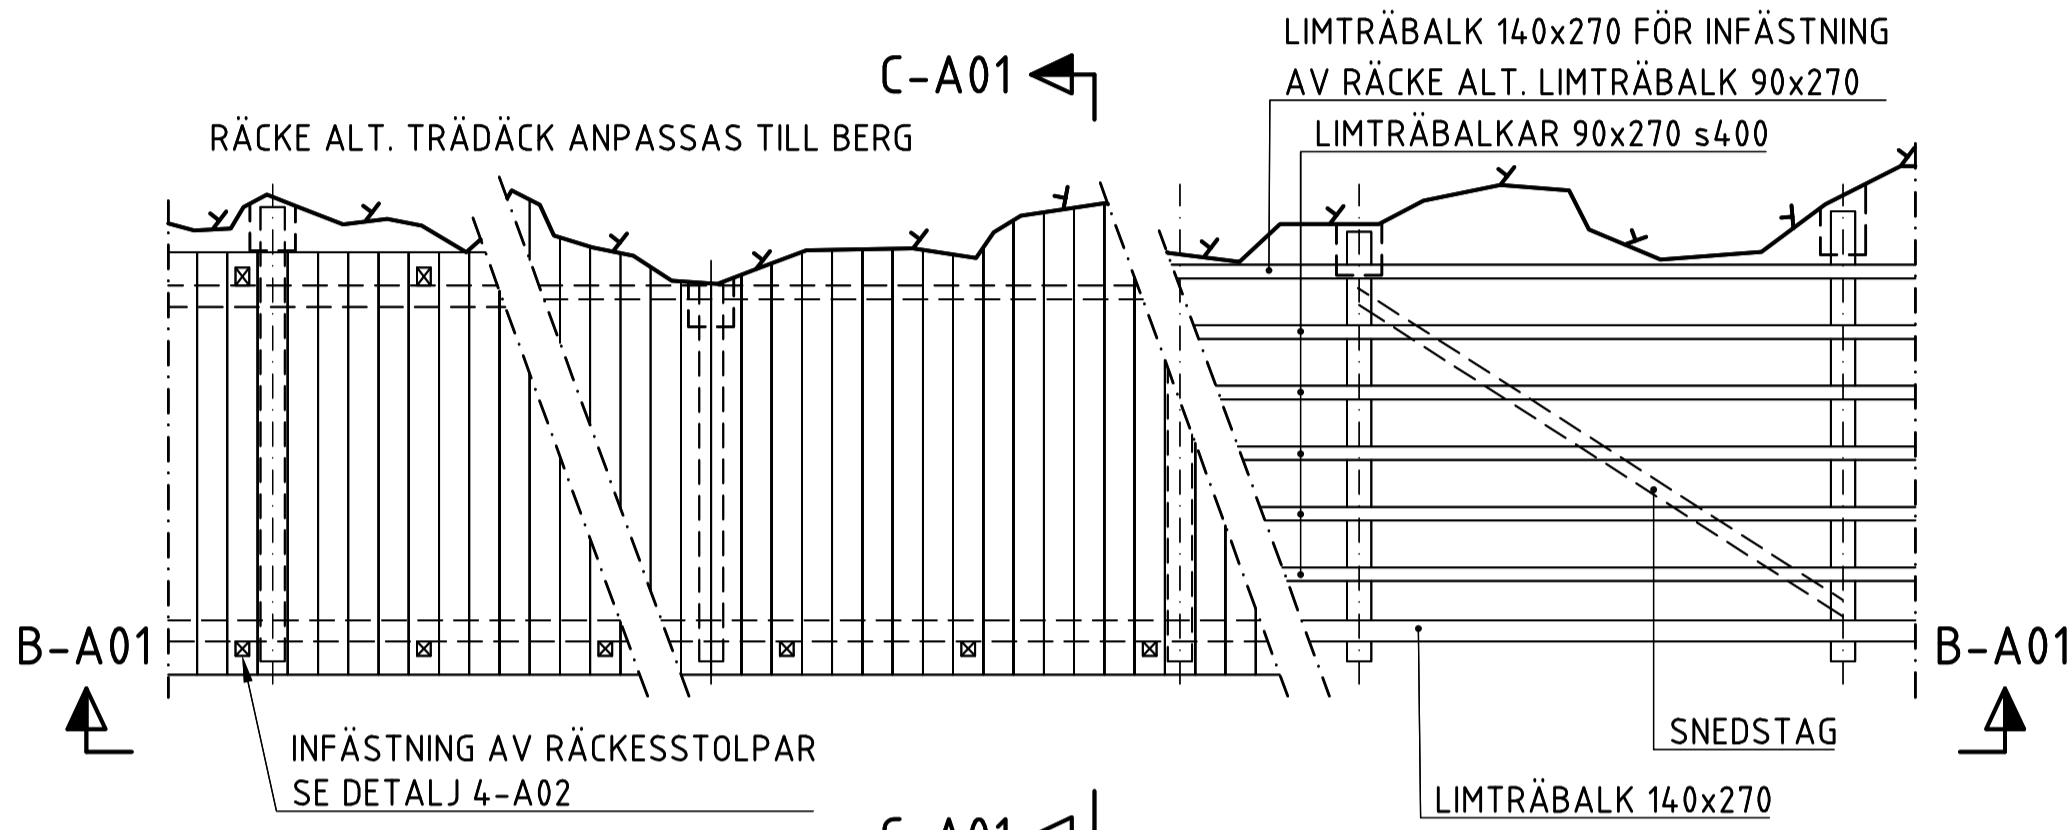 LIMTRÄBALK 140x270 FÖR INFÄSTNING
AV RÄCKE ALT. LIMTRÄBALK 90x270
C-A01
RÄCKE ALT. TRÄDÄCK ANPASSAS TILL BERG
LIMTRÄBALKAR 90x270 s400
B-A01
B-A01
INFÄSTNING AV RÄCKESSTOLPAR
SE DETALJ 4-A02
SNEDSTAG
LIMTRÄBALK 140x270
C-A01